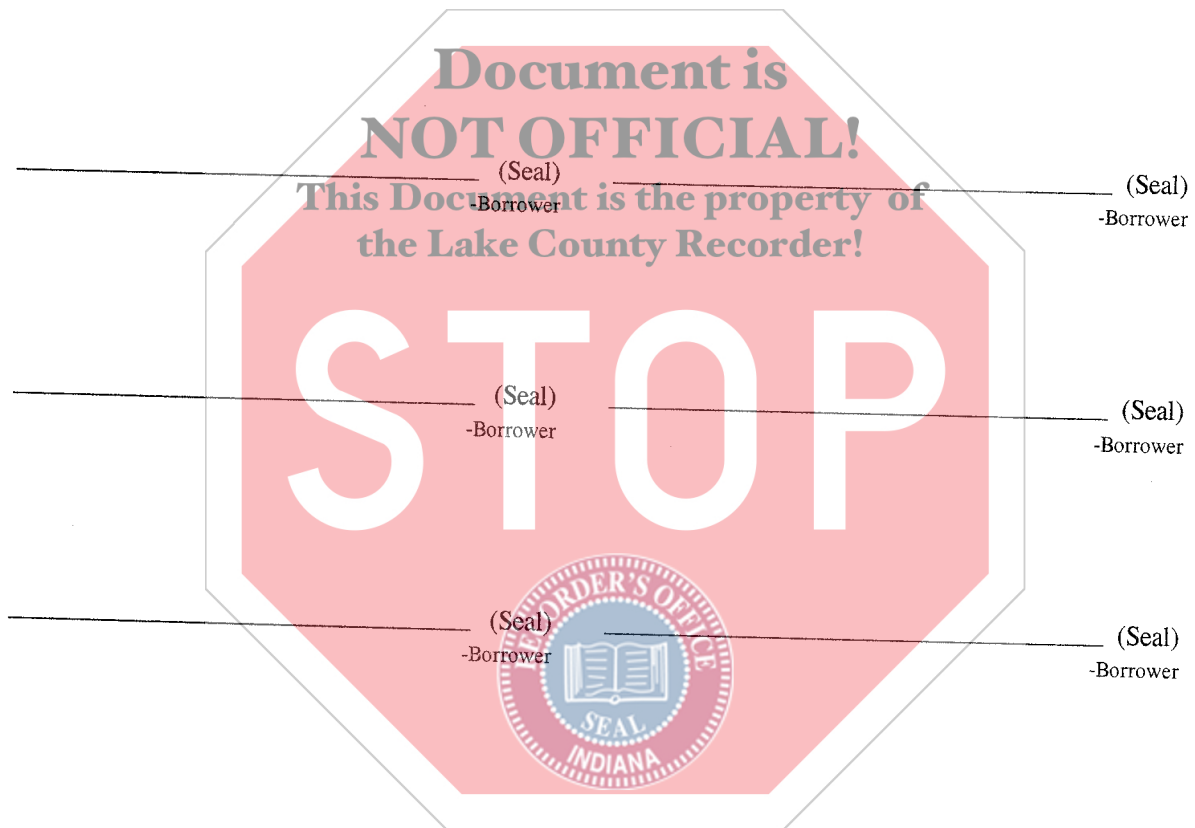 Document is
NOT OFFICIAL!
(Seal) (Seal)
This Document is the property of
-Borrower -Borrower
the Lake County Recorder!
STOP
(Seal) (Seal)
-Borrower -Borrower
RECORDER'S OFFICE
(Seal) (Seal)
-Borrower -Borrower
SEAL
INDIANA